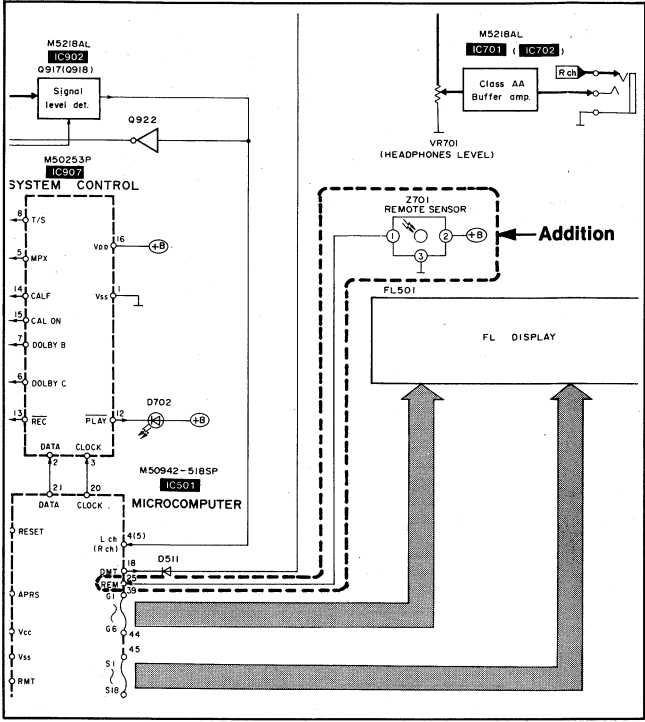 M5218AL
IC902
Q917(Q918)
Signal
level det.
Q922
M5218AL
IC701 ( IC702 )
R ch
Class AA
Buffer amp.
VR701
(HEADPHONES LEVEL)
M50253P
IC907
SYSTEM CONTROL
8 T/S
VDD 16 +B
5 MPX
14 CALF
Vss 1
15 CAL ON
7 DOLBY B
6 DOLBY C
13 REC
PLAY 12
D702
+B
DATA CLOCK
2 3
Z701
REMOTE SENSOR
1 2 +B
3
Addition
FL501
FL DISPLAY
M50942-518SP
IC501
MICROCOMPUTER
21 20
DATA CLOCK
RESET
L ch 4(5)
(R ch)
DMT 18
D511
REM 25
39
G1
APRS
G6 44
Vcc
45
Vss
S1
RMT
S18